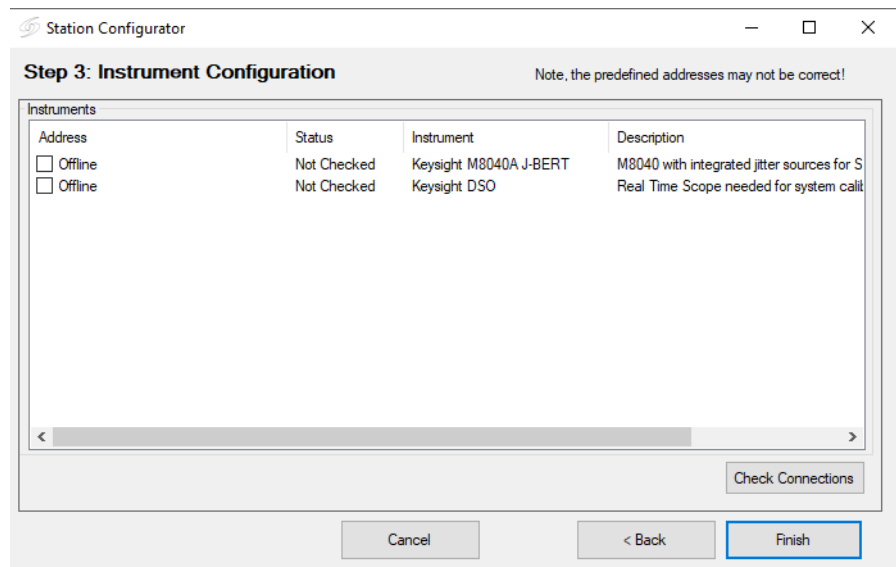 Station Configurator
Step 3: Instrument Configuration Note, the predefined addresses may not be correct!
Instruments
Address Status Instrument Description
Offline Not Checked Keysight M8040A J-BERT M8040 with integrated jitter sources for S
Offline Not Checked Keysight DSO Real Time Scope needed for system calib
Check Connections
Cancel < Back Finish